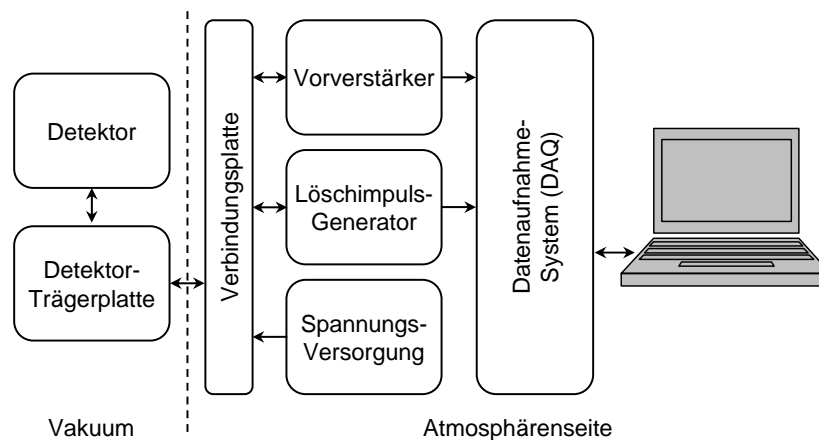 Detektor
Detektor-
Trägerplatte
Vakuum
Verbindungsplatte
Vorverstärker
Löschimpuls-
Generator
Spannungs-
Versorgung
Datenaufnahme-
System (DAQ)
Atmosphärenseite